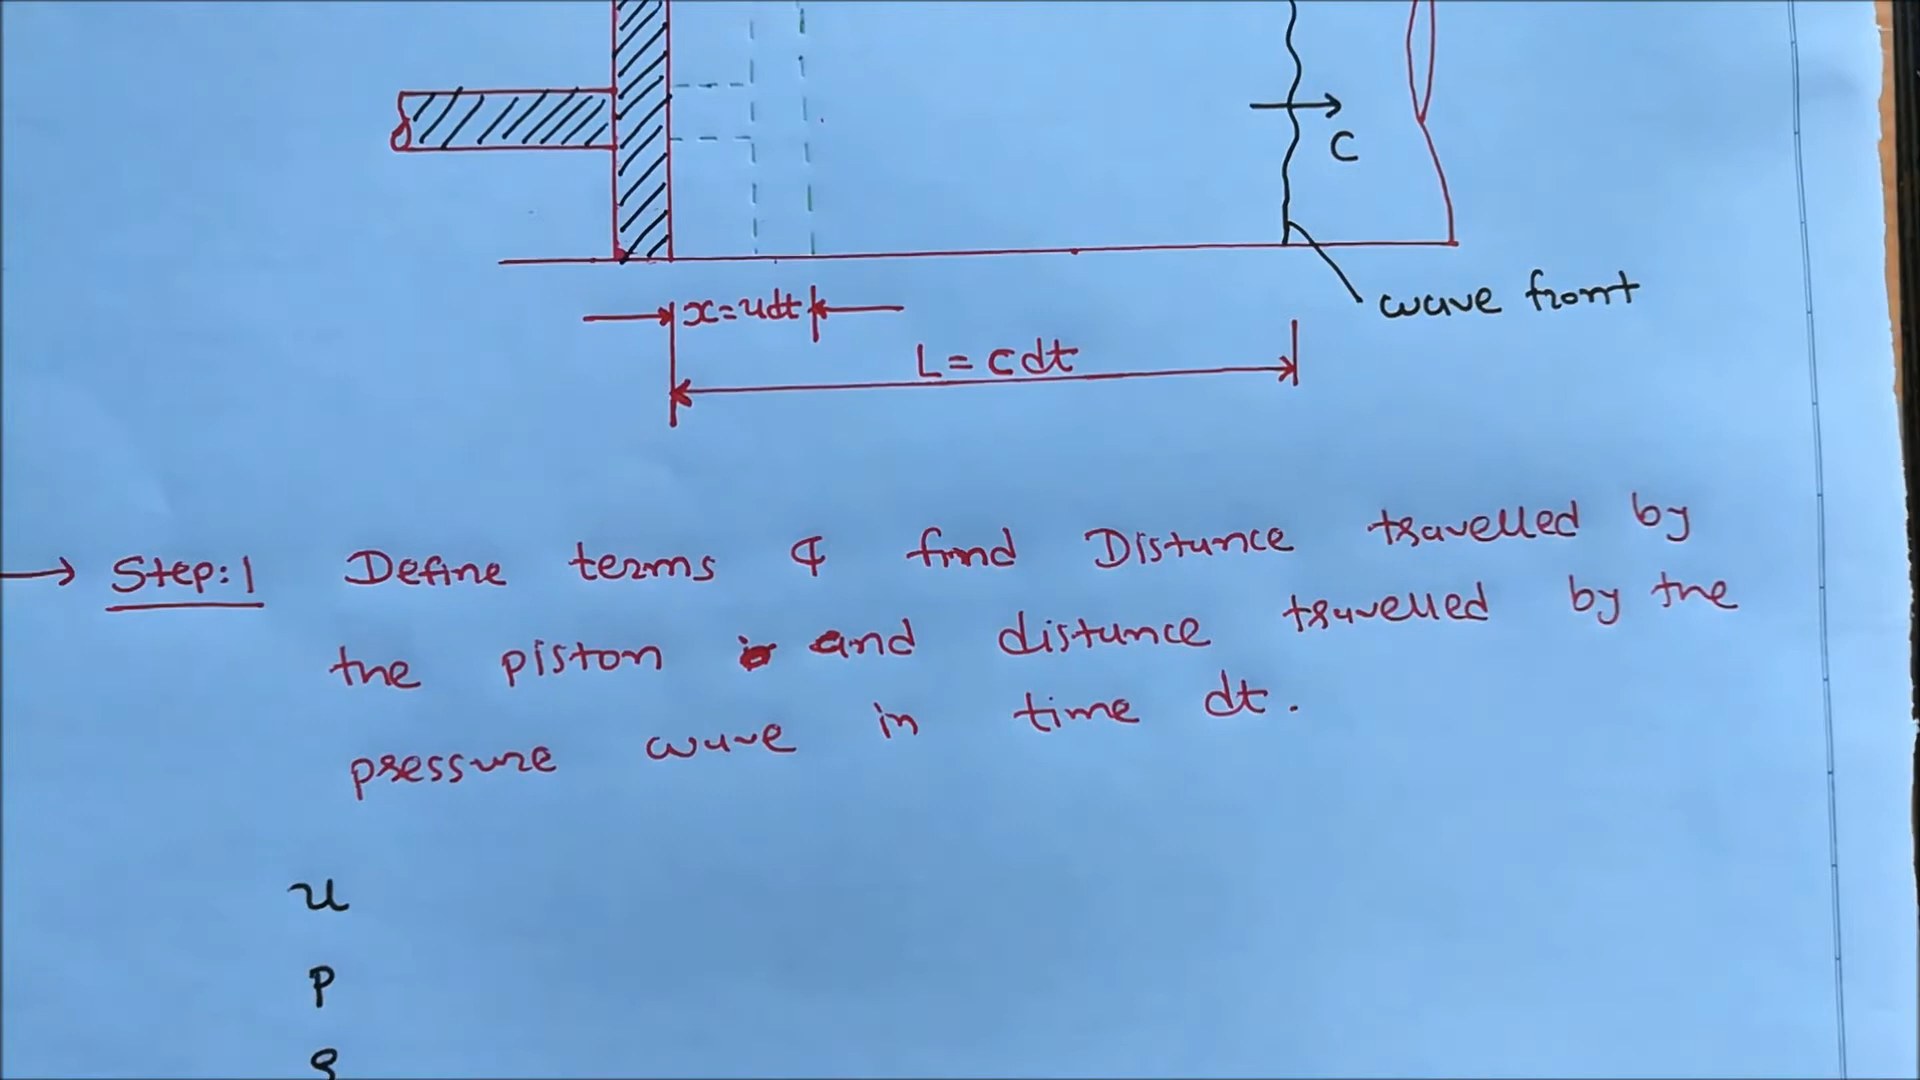 C
wave front
x=udt
L= cdt
→ Step:1 Define terms & find Distance travelled by
the piston and distance travelled by the
pressure wave in time dt.
u
P
ρ